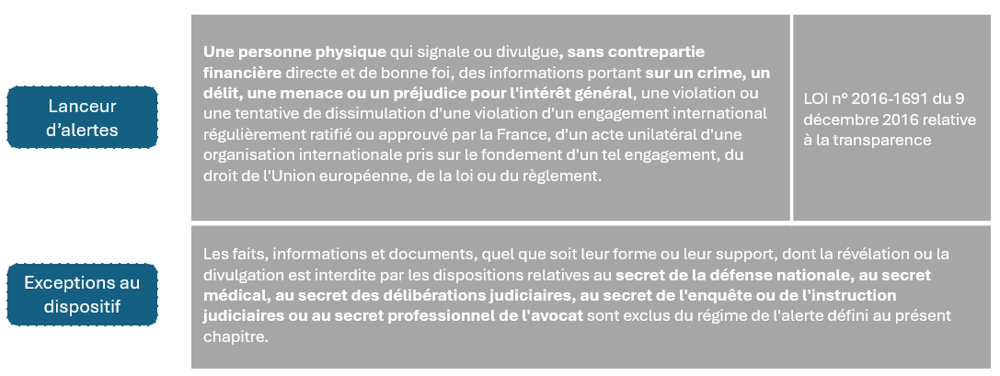 Lanceur
d’alertes
Une personne physique qui signale ou divulgue, sans contrepartie
financière directe et de bonne foi, des informations portant sur un crime, un
délit, une menace ou un préjudice pour l'intérêt général, une violation ou
une tentative de dissimulation d'une violation d'un engagement international
régulièrement ratifié ou approuvé par la France, d'un acte unilatéral d'une
organisation internationale pris sur le fondement d'un tel engagement, du
droit de l'Union européenne, de la loi ou du règlement.
LOI n° 2016-1691 du 9
décembre 2016 relative
à la transparence
Exceptions au
dispositif
Les faits, informations et documents, quel que soit leur forme ou leur support, dont la révélation ou la
divulgation est interdite par les dispositions relatives au secret de la défense nationale, au secret
médical, au secret des délibérations judiciaires, au secret de l'enquête ou de l'instruction
judiciaires ou au secret professionnel de l'avocat sont exclus du régime de l'alerte défini au présent
chapitre.